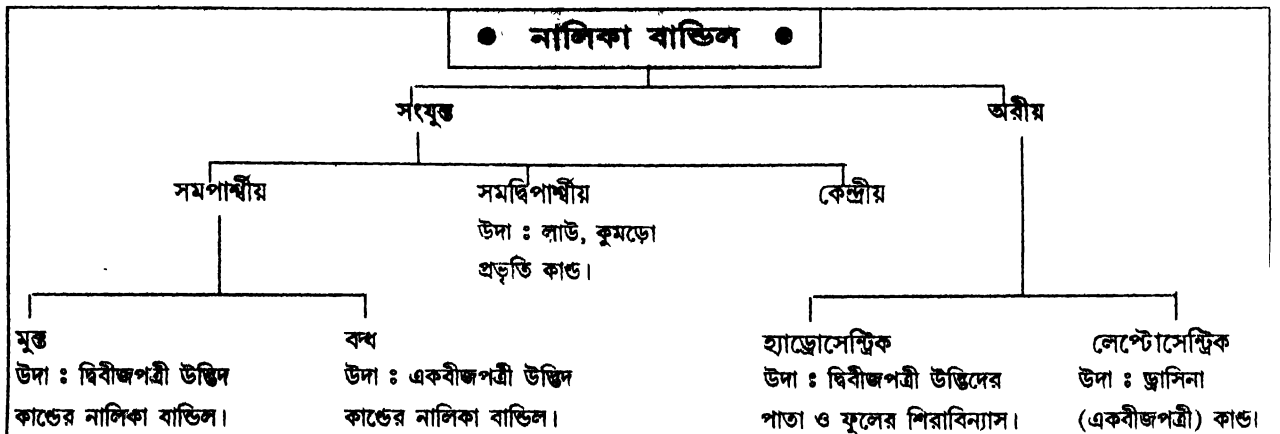 ● নালিকা বান্ডিল ●
সংযুক্ত
অরীয়
সমপার্শ্বীয়
সমদ্বিপার্শ্বীয়
কেন্দ্রীয়
উদা : লাউ, কুমড়ো
প্রভৃতি কাণ্ড।
মুক্ত
উদা : দ্বিবীজপত্রী উদ্ভিদ
কাণ্ডের নালিকা বান্ডিল।
বদ্ধ
উদা : একবীজপত্রী উদ্ভিদ
কাণ্ডের নালিকা বান্ডিল।
হ্যাড্রোসেন্ট্রিক
উদা : দ্বিবীজপত্রী উদ্ভিদের
পাতা ও ফুলের শিরাবিন্যাস।
লেপ্টোসেন্ট্রিক
উদা : ড্রাসিনা
(একবীজপত্রী) কাণ্ড।